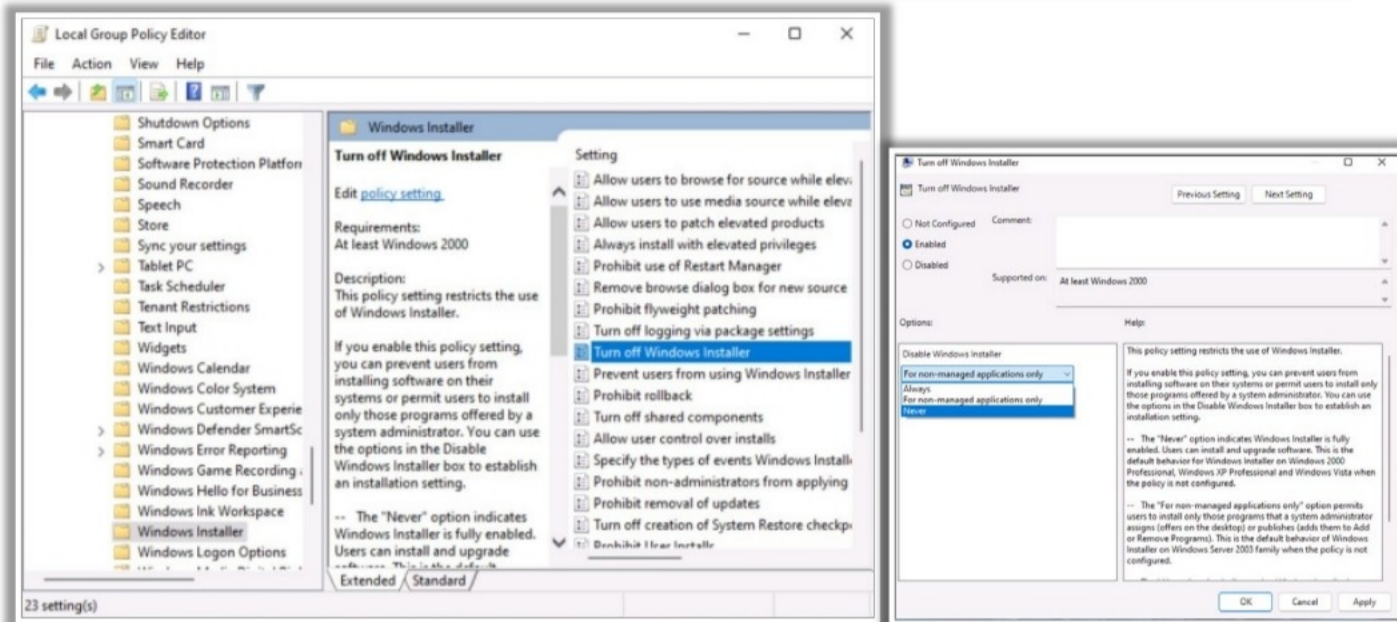 Local Group Policy Editor
File Action View Help
Shutdown Options
Smart Card
Software Protection Platforr
Sound Recorder
Speech
Store
Sync your settings
Tablet PC
Task Scheduler
Tenant Restrictions
Text Input
Widgets
Windows Calendar
Windows Color System
Windows Customer Experie
Windows Defender SmartSc
Windows Error Reporting
Windows Game Recording
Windows Hello for Business
Windows Ink Workspace
Windows Installer
Windows Logon Options
Windows Installer
Turn off Windows Installer
Edit policy setting
Requirements:
At least Windows 2000
Description:
This policy setting restricts the use
of Windows Installer.
If you enable this policy setting,
you can prevent users from
installing software on their
systems or permit users to install
only those programs offered by a
system administrator. You can use
the options in the Disable
Windows Installer box to establish
an installation setting.
-- The "Never" option indicates
Windows Installer is fully enabled.
Users can install and upgrade
Setting
Allow users to browse for source while eleva
Allow users to use media source while eleva
Allow users to patch elevated products
Always install with elevated privileges
Prohibit use of Restart Manager
Remove browse dialog box for new source
Prohibit flyweight patching
Turn off logging via package settings
Turn off Windows Installer
Prevent users from using Windows Installer
Prohibit rollback
Turn off shared components
Allow user control over installs
Specify the types of events Windows Install
Prohibit non-administrators from applying
Prohibit removal of updates
Turn off creation of System Restore checkp
Prohibit User Installs
Extended Standard
23 setting(s)
Turn off Windows Installer
Turn off Windows Installer
Previous Setting Next Setting
Not Configured Comment:
Enabled
Disabled
Supported on: At least Windows 2000
Options: Help:
Disable Windows Installer
For non-managed applications only
Always
For non-managed applications only
Never
This policy setting restricts the use of Windows Installer.
If you enable this policy setting, you can prevent users from
installing software on their systems or permit users to install only
those programs offered by a system administrator. You can use
the options in the Disable Windows Installer box to establish an
installation setting.
-- The "Never" option indicates Windows Installer is fully
enabled. Users can install and upgrade software. This is the
default behavior for Windows Installer on Windows 2000
Professional, Windows XP Professional and Windows Vista when
the policy is not configured.
-- The "For non-managed applications only" option permits
users to install only those programs that a system administrator
assigns (offers on the desktop) or publishes (adds them to Add
or Remove Programs). This is the default behavior of Windows
Installer on Windows Server 2003 family when the policy is not
configured.
OK Cancel Apply